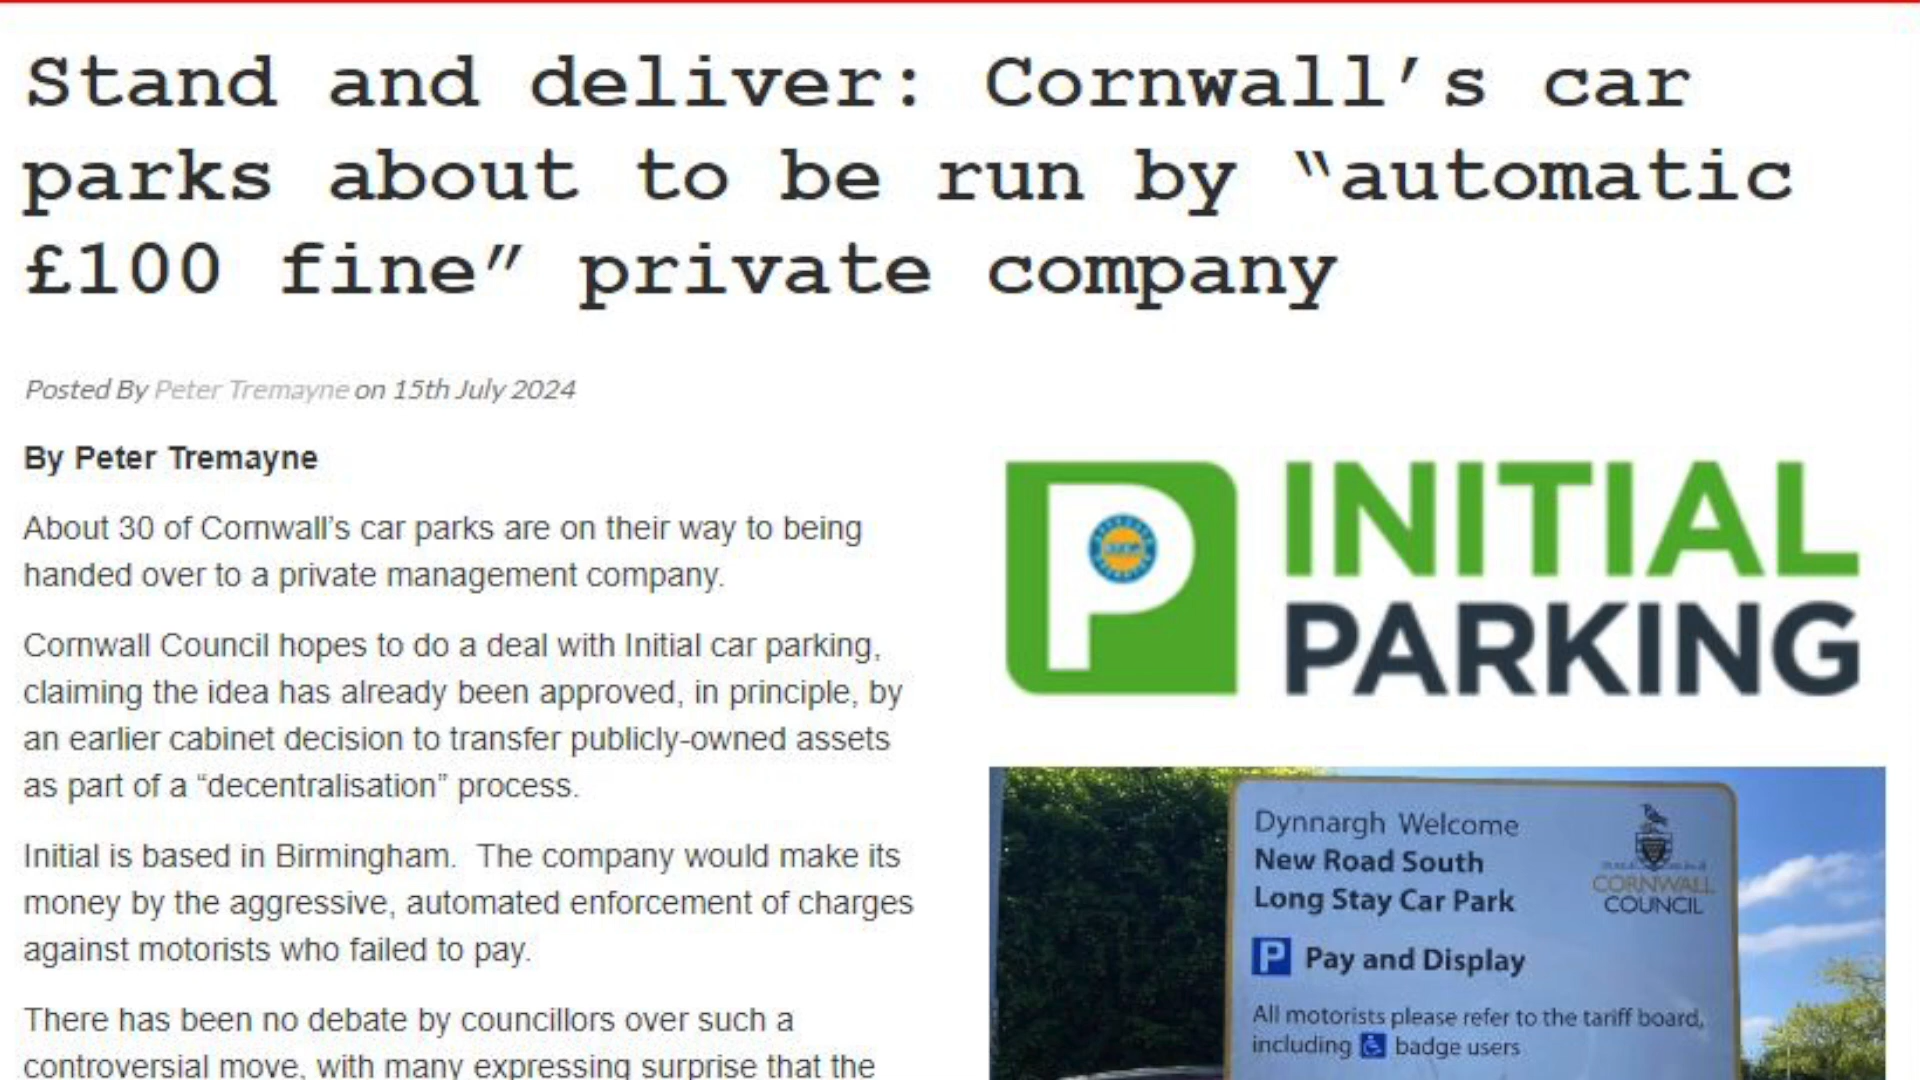 Stand and deliver: Cornwall’s car
parks about to be run by “automatic
£100 fine” private company
Posted By Peter Tremayne on 15th July 2024
By Peter Tremayne
About 30 of Cornwall’s car parks are on their way to being
handed over to a private management company.
Cornwall Council hopes to do a deal with Initial car parking,
claiming the idea has already been approved, in principle, by
an earlier cabinet decision to transfer publicly-owned assets
as part of a “decentralisation” process.
Initial is based in Birmingham. The company would make its
money by the aggressive, automated enforcement of charges
against motorists who failed to pay.
There has been no debate by councillors over such a
controversial move, with many expressing surprise that the
P
INITIAL
PARKING
Dynnargh Welcome
New Road South
Long Stay Car Park
CORNWALL
COUNCIL
P Pay and Display
All motorists please refer to the tariff board,
including badge users